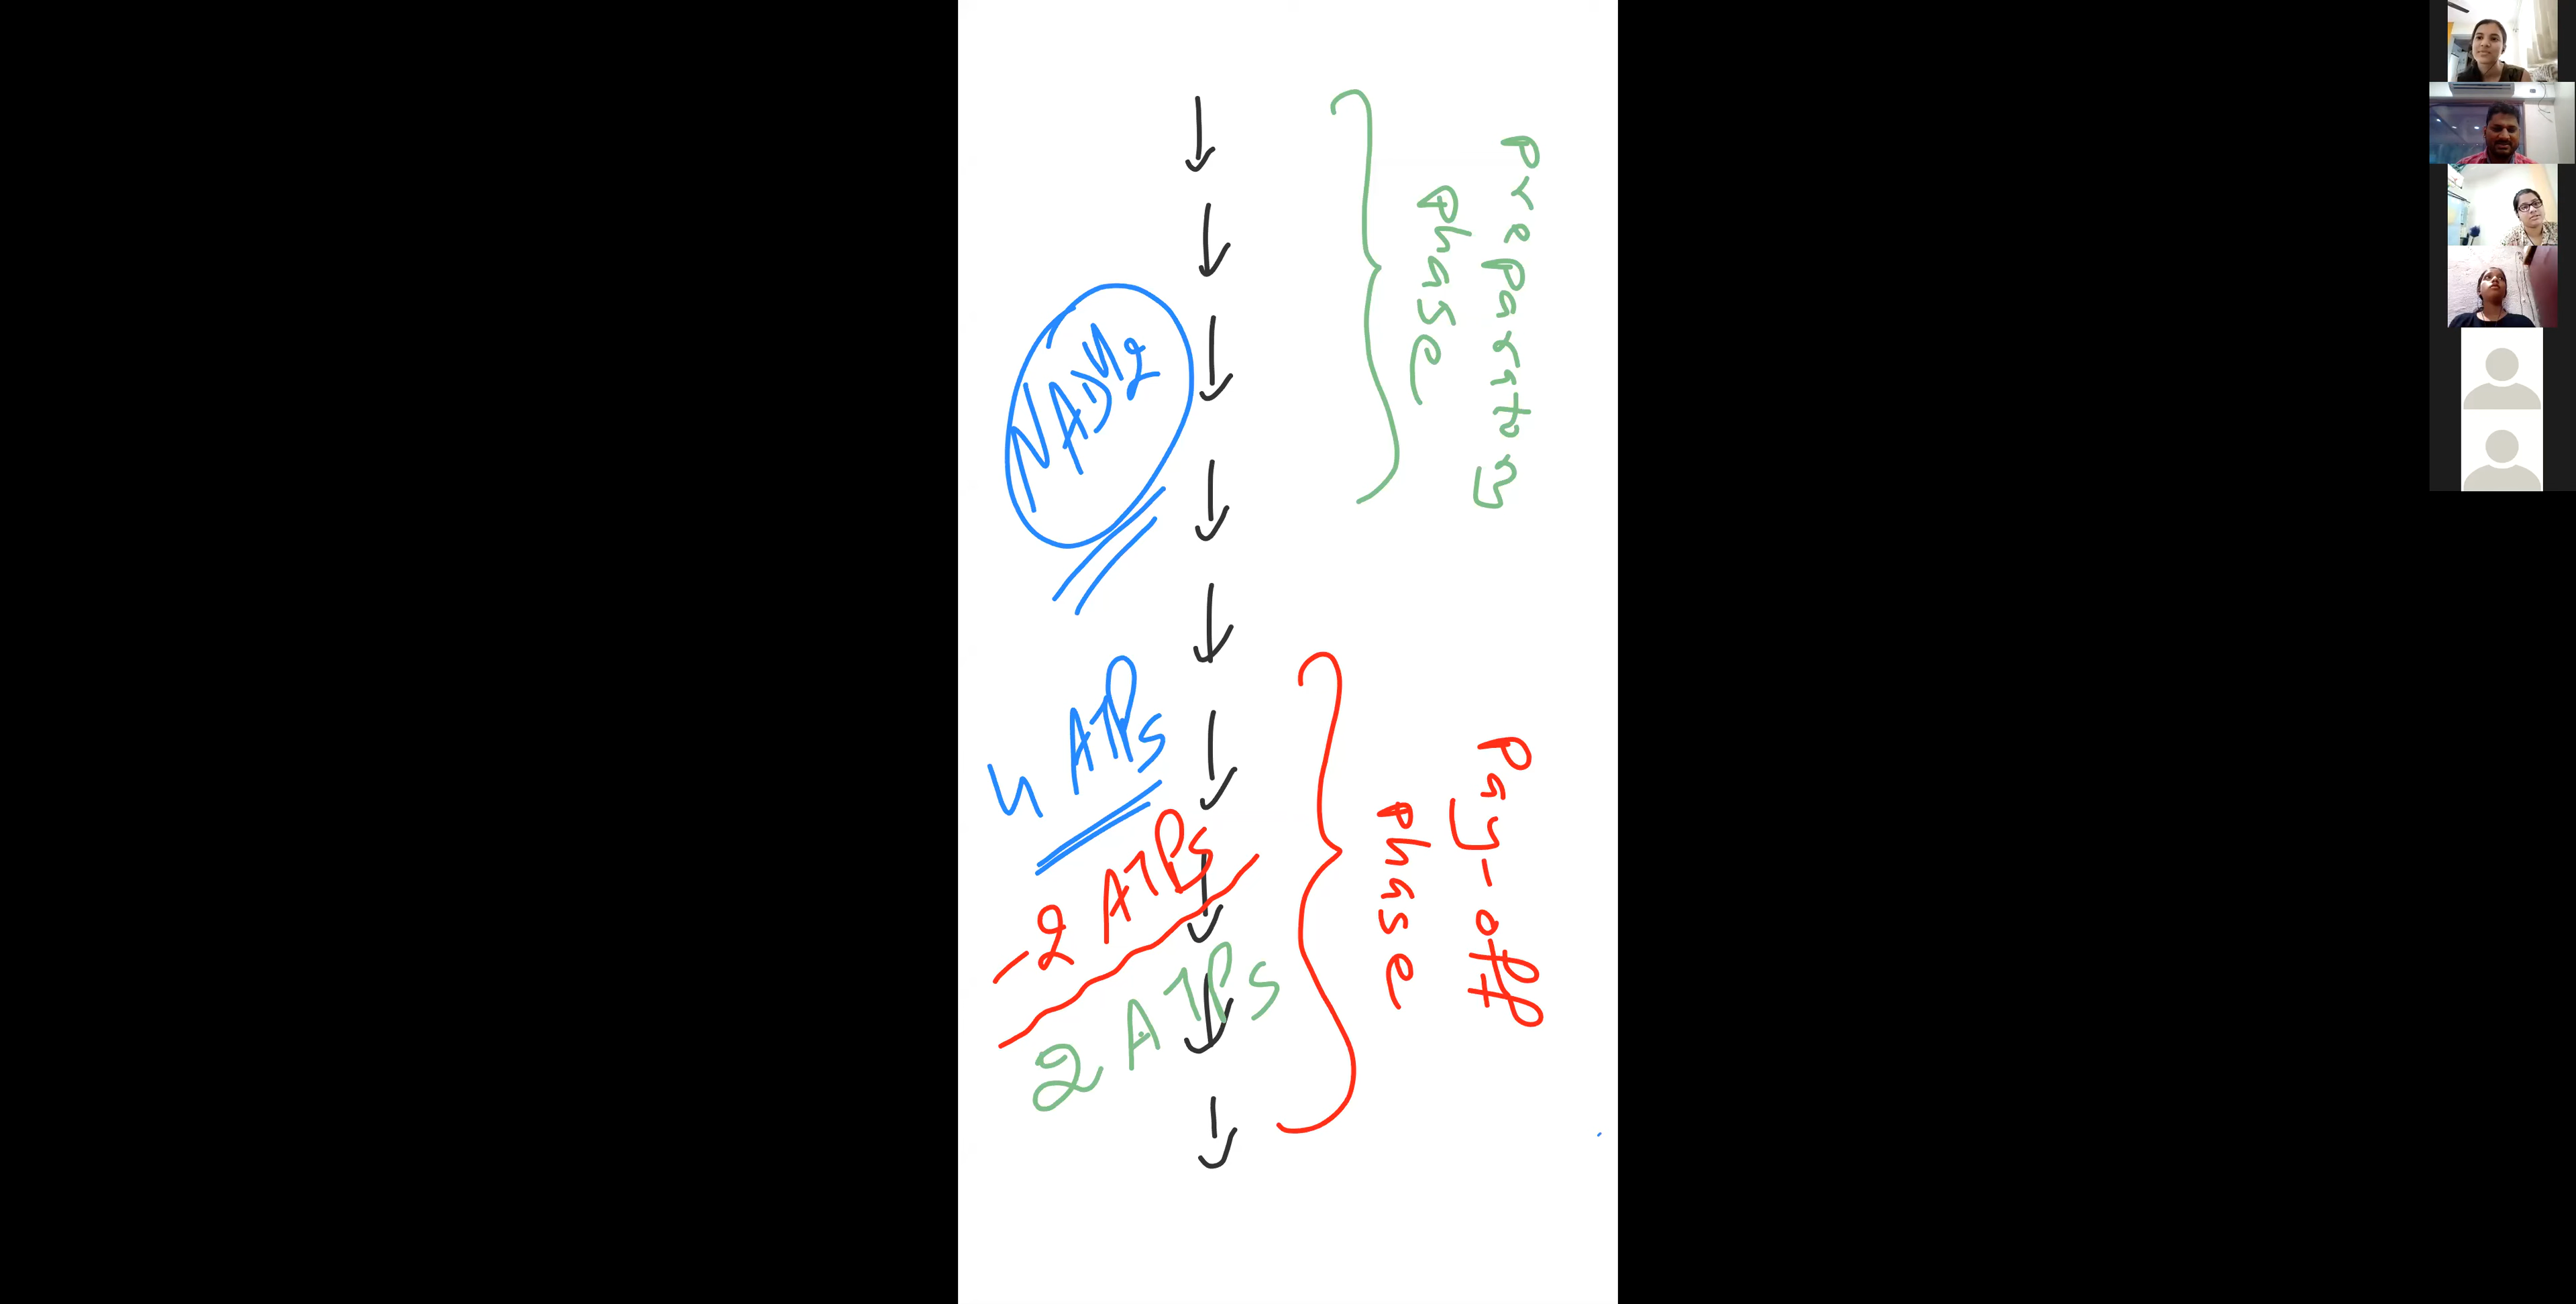 Preparatory
phase
NADH2
4 ATPs
-2 ATPs
2 ATPs
Pay-off
phase